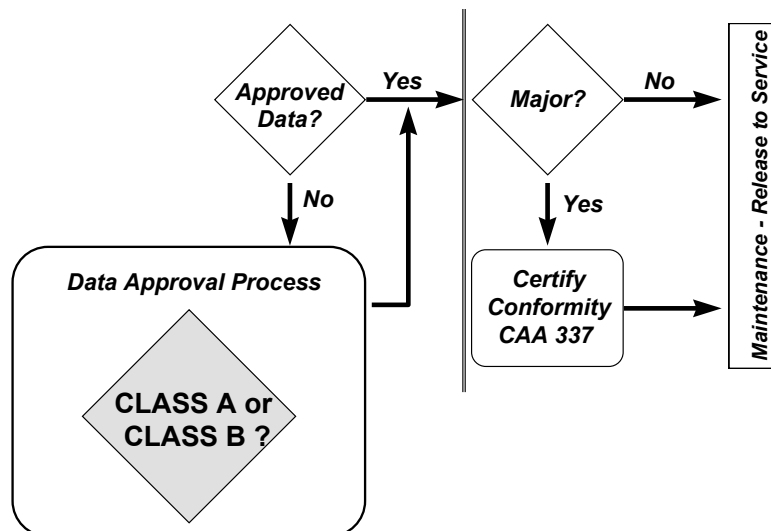 Approved
Data?
Yes
No
Data Approval Process
CLASS A or
CLASS B ?
Major?
No
Yes
Certify
Conformity
CAA 337
Maintenance - Release to Service